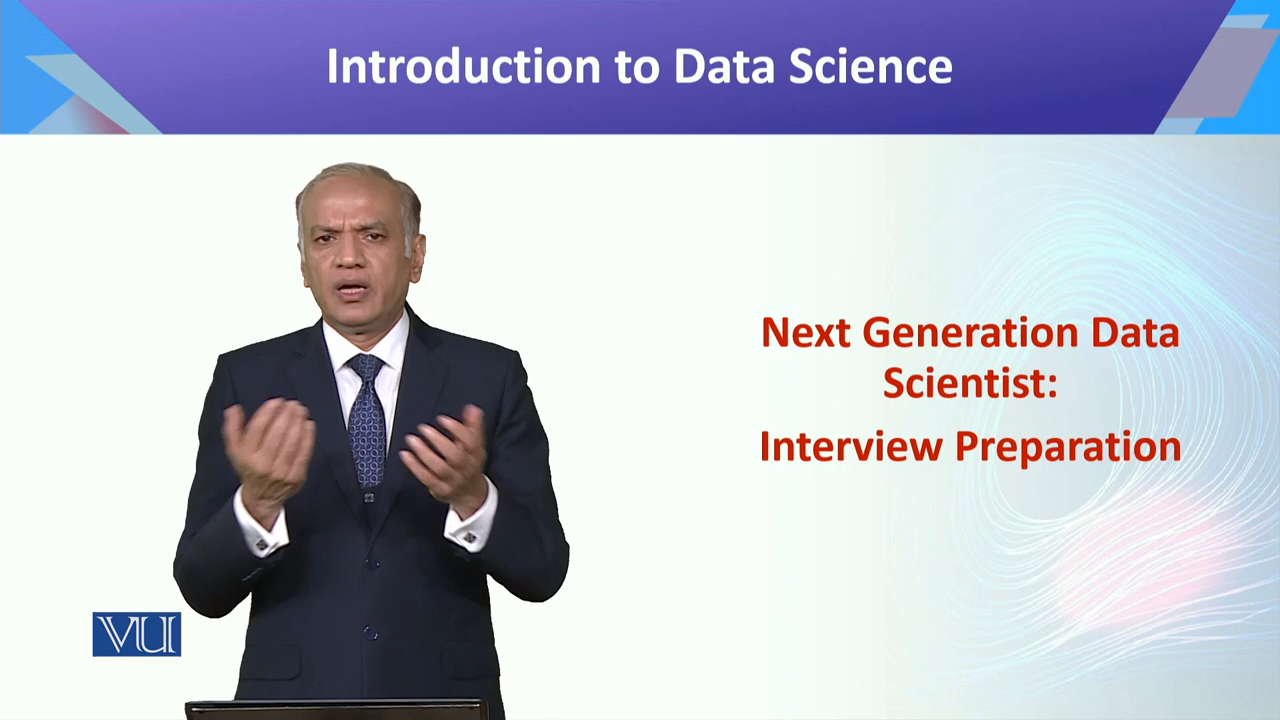 Introduction to Data Science
Next Generation Data
Scientist:
Interview Preparation
VU